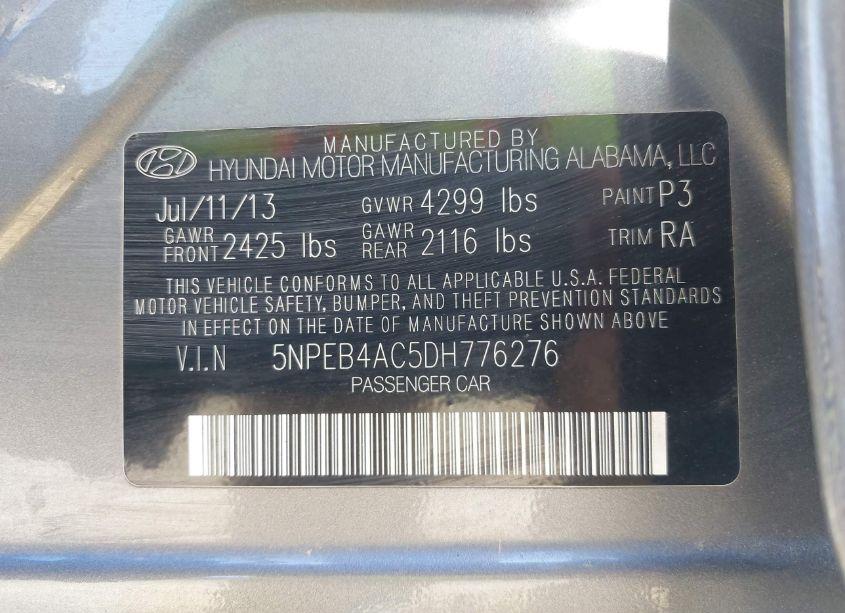 MANUFACTURED BY
HYUNDAI MOTOR MANUFACTURING ALABAMA, LLC
Jul/11/13 GVWR 4299 lbs PAINT P3
GAWR FRONT 2425 lbs GAWR REAR 2116 lbs TRIM RA
THIS VEHICLE CONFORMS TO ALL APPLICABLE U.S.A. FEDERAL
MOTOR VEHICLE SAFETY, BUMPER, AND THEFT PREVENTION STANDARDS
IN EFFECT ON THE DATE OF MANUFACTURE SHOWN ABOVE
V.I.N 5NPEB4AC5DH776276
PASSENGER CAR